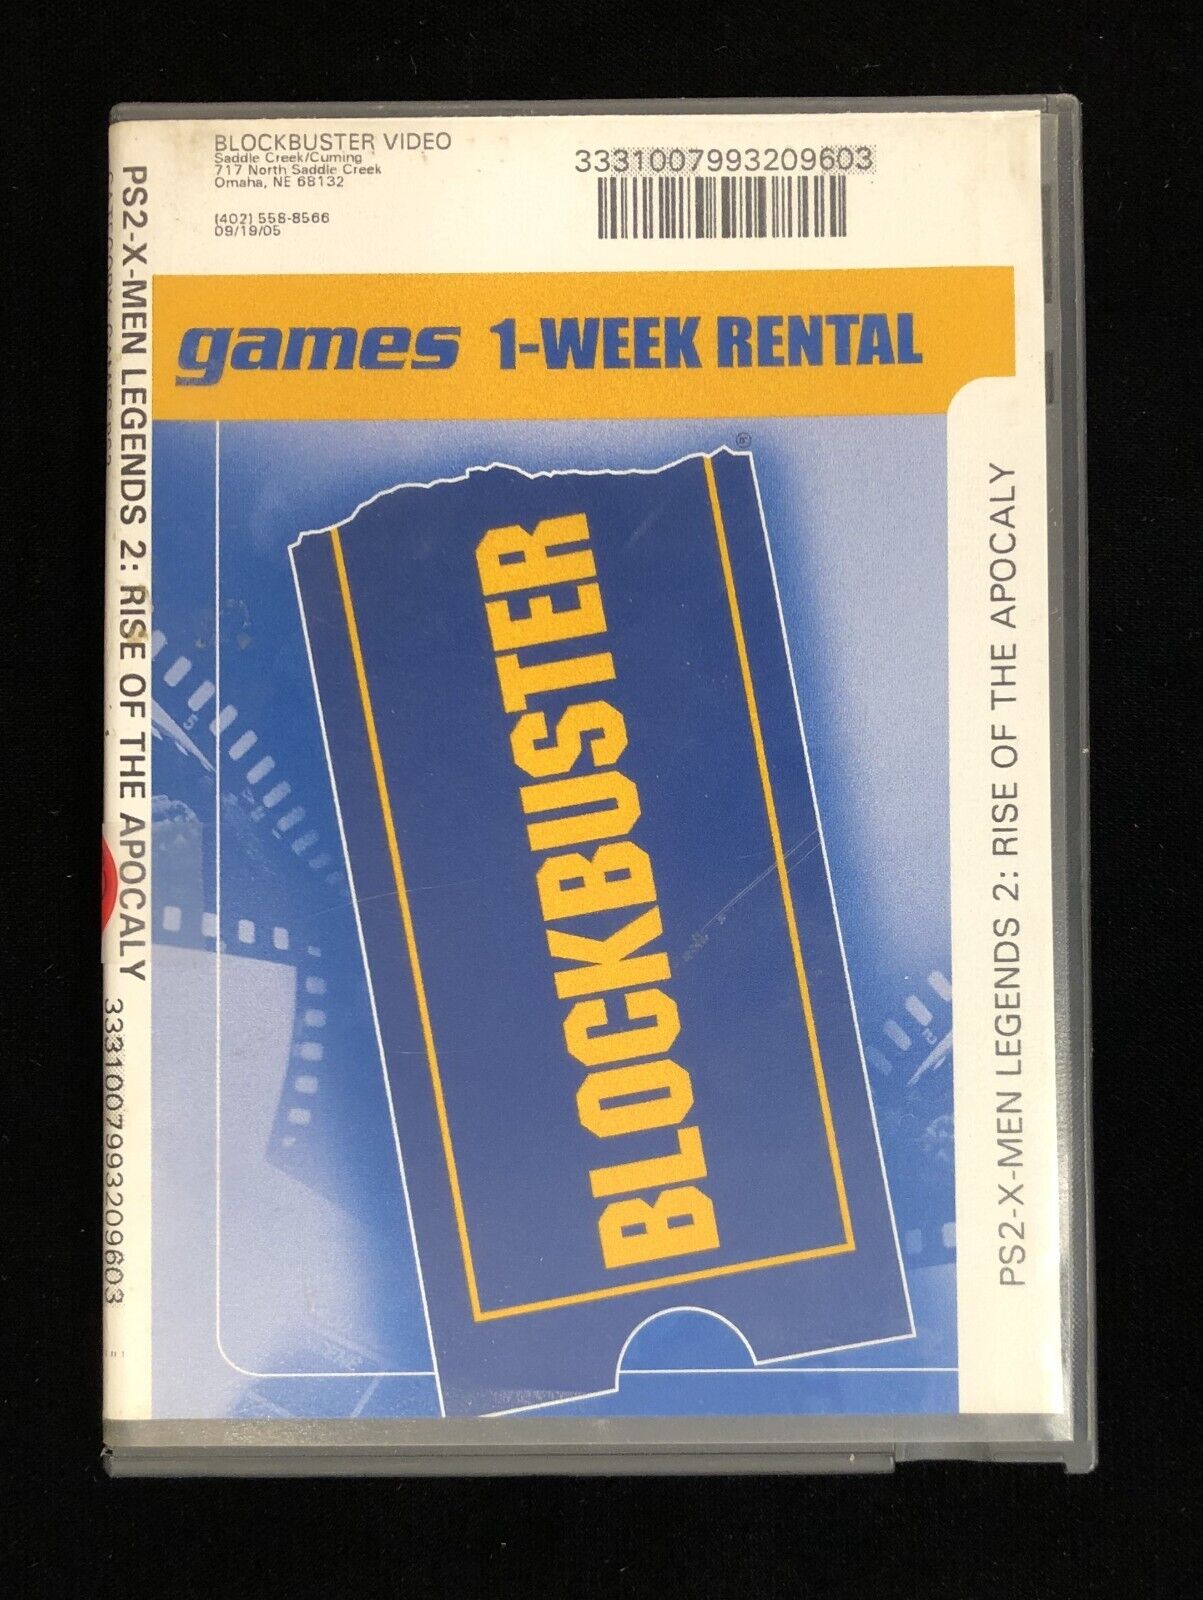 BLOCKBUSTER VIDEO
Saddle Creek/Cuming
717 North Saddle Creek
Omaha, NE 68132
(402) 558-8566
09/19/05
3331007993209603
games 1-WEEK RENTAL
BLOCKBUSTER
®
PS2-X-MEN LEGENDS 2: RISE OF THE APOCALY
PS2-X-MEN LEGENDS 2: RISE OF THE APOCALY
3331007993209603
5